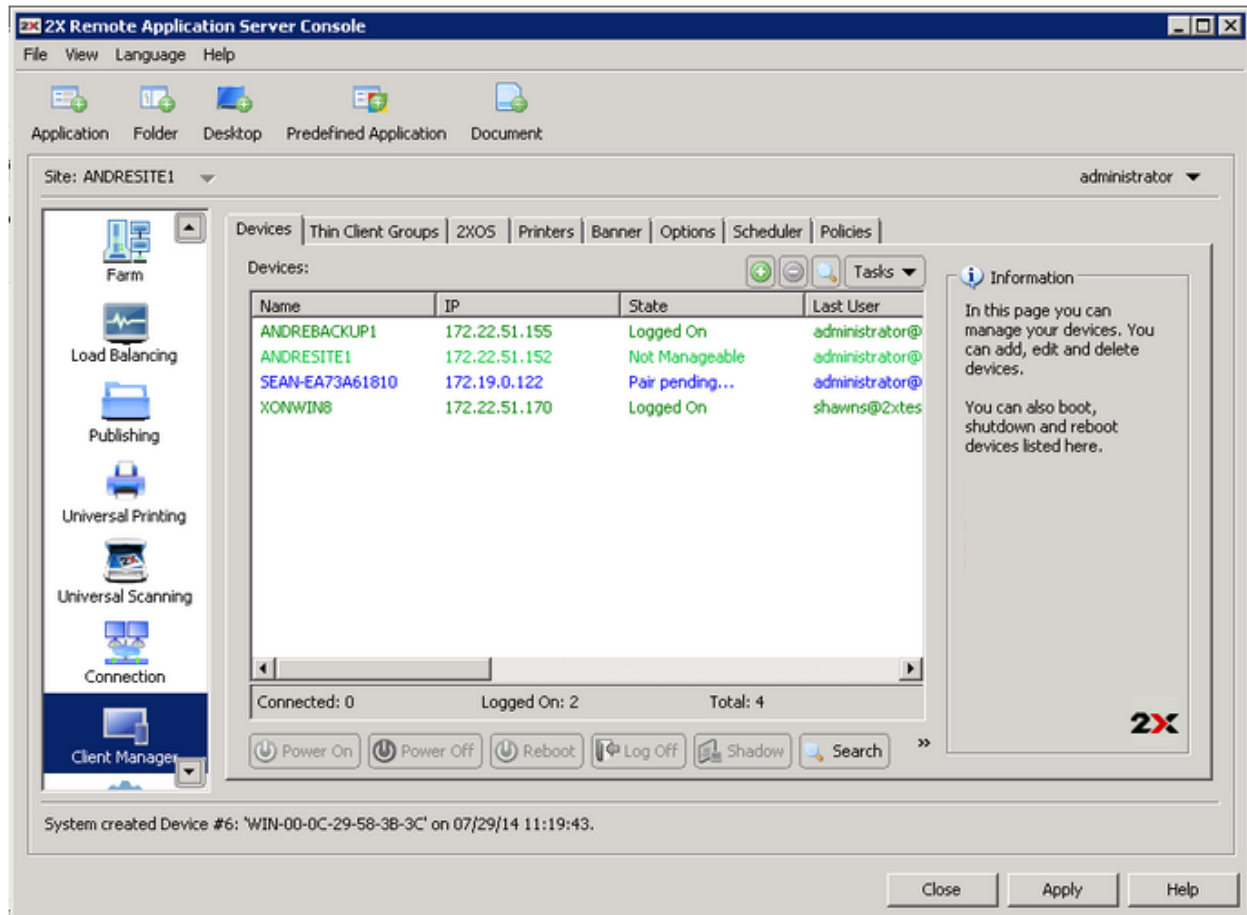 2X 2X Remote Application Server Console
File View Language Help
Application Folder Desktop Predefined Application Document
Site: ANDRESITE1 administrator
Farm
Load Balancing
Publishing
Universal Printing
2X
Universal Scanning
Connection
Client Manager
Devices Thin Client Groups 2XOS Printers Banner Options Scheduler Policies
Devices: Tasks
Name IP State Last User
ANDREBACKUP1 172.22.51.155 Logged On administrator@
ANDRESITE1 172.22.51.152 Not Manageable administrator@
SEAN-EA73A61810 172.19.0.122 Pair pending... administrator@
XONWIN8 172.22.51.170 Logged On shawns@2xtes
Connected: 0 Logged On: 2 Total: 4
Power On Power Off Reboot Log Off Shadow Search »
Information
In this page you can
manage your devices. You
can add, edit and delete
devices.
You can also boot,
shutdown and reboot
devices listed here.
2X
System created Device #6: 'WIN-00-0C-29-58-3B-3C' on 07/29/14 11:19:43.
Close Apply Help